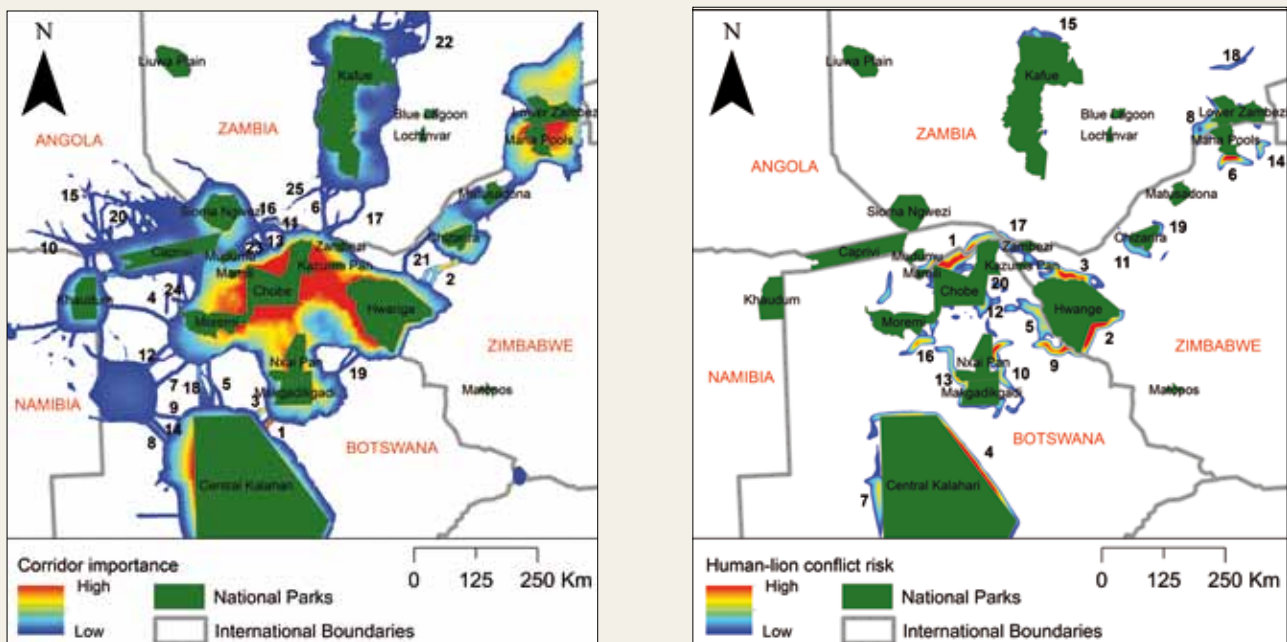 N
22
Liuwa Plain
Kafue
Blue Lagoon
Lochinvar
Lower Zambezi
Mana Pools
ZAMBIA
ANGOLA
Matusadona
25
15
20
16
6
17
11
Sioma Ngwezi
Chizarira
10
Caprivi
23
13
Mudumu
Mamili
Zambezi
Kazuma Pan
21
2
Khaudum
4
24
Chobe
Hwange
Moremi
ZIMBABWE
12
Nxai Pan
19
7
18
5
Makgadikgadi
NAMIBIA
9
3
14
1
8
BOTSWANA
Central Kalahari
Corridor importance
High
Low
National Parks
International Boundaries
0 125 250 Km
N
15
18
Liuwa Plain
Kafue
Blue Lagoon
Lochinvar
8
Lower Zambezi
Mana Pools
14
6
ZAMBIA
ANGOLA
Matusadona
Sioma Ngwezi
17
19
Chizarira
11
Caprivi
1
Mudumu
Mamili
Zambezi
Kazuma Pan
3
Khaudum
Chobe
20
12
Hwange
Moremi
5
2
ZIMBABWE
16
Nxai Pan
9
13
10
Makgadikgadi
Matopos
NAMIBIA
BOTSWANA
4
Central Kalahari
7
Human-lion conflict risk
High
Low
National Parks
International Boundaries
0 125 250 Km